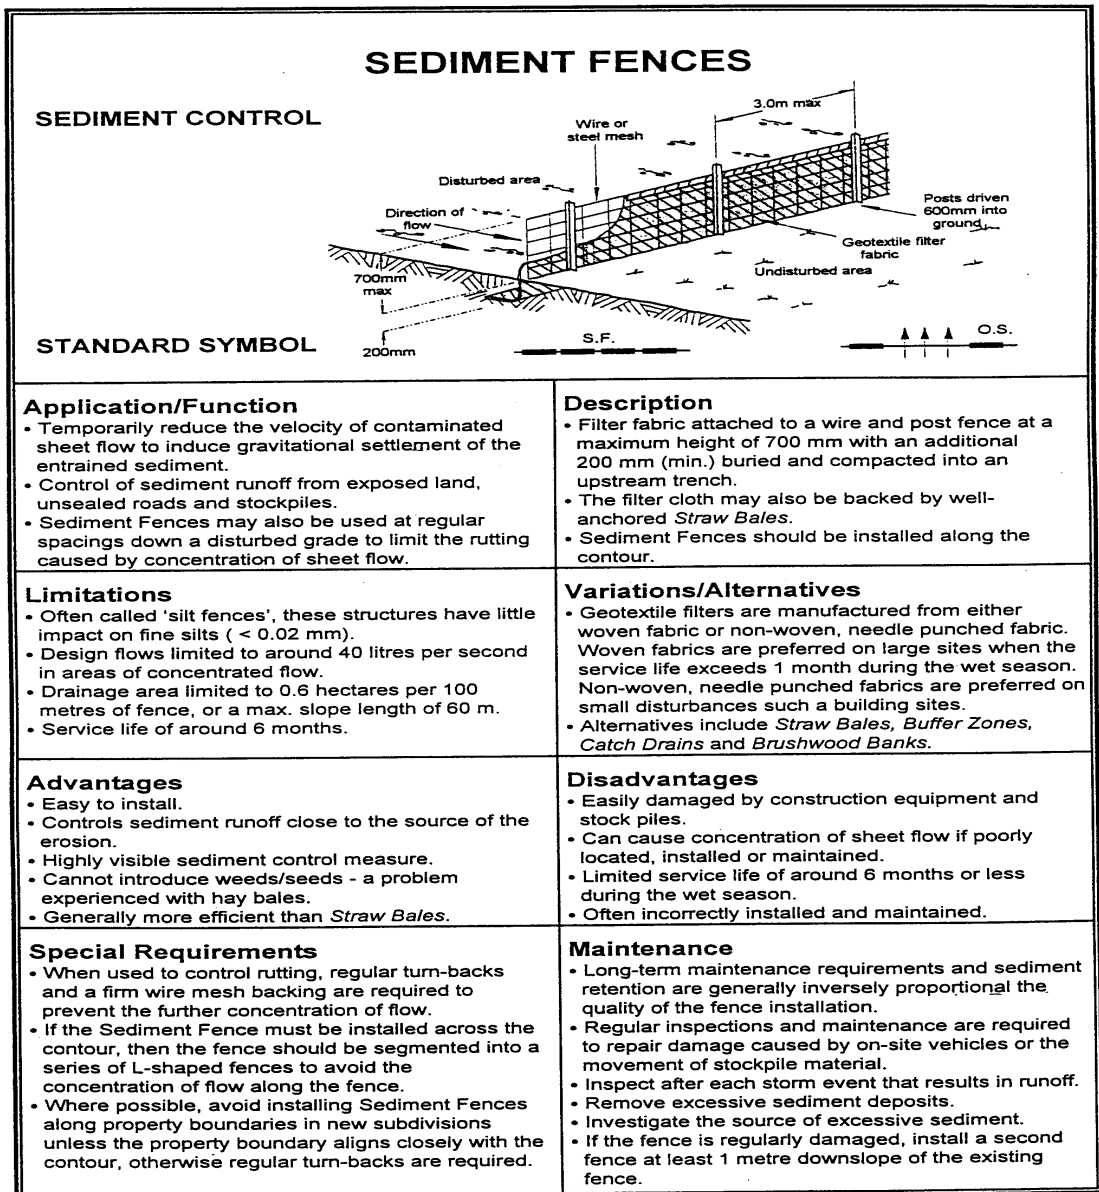 SEDIMENT FENCES
SEDIMENT CONTROL
3.0m max
Wire or
steel mesh
Disturbed area
Direction of
flow
Posts driven
600mm into
ground
Geotextile filter
fabric
Undisturbed area
700mm
max
200mm
STANDARD SYMBOL
S.F.
O.S.
Application/Function
• Temporarily reduce the velocity of contaminated
sheet flow to induce gravitational settlement of the
entrained sediment.
• Control of sediment runoff from exposed land,
unsealed roads and stockpiles.
• Sediment Fences may also be used at regular
spacings down a disturbed grade to limit the rutting
caused by concentration of sheet flow.
Description
• Filter fabric attached to a wire and post fence at a
maximum height of 700 mm with an additional
200 mm (min.) buried and compacted into an
upstream trench.
• The filter cloth may also be backed by well-
anchored Straw Bales.
• Sediment Fences should be installed along the
contour.
Limitations
• Often called 'silt fences', these structures have little
impact on fine silts ( < 0.02 mm).
• Design flows limited to around 40 litres per second
in areas of concentrated flow.
• Drainage area limited to 0.6 hectares per 100
metres of fence, or a max. slope length of 60 m.
• Service life of around 6 months.
Variations/Alternatives
• Geotextile filters are manufactured from either
woven fabric or non-woven, needle punched fabric.
Woven fabrics are preferred on large sites when the
service life exceeds 1 month during the wet season.
Non-woven, needle punched fabrics are preferred on
small disturbances such a building sites.
• Alternatives include Straw Bales, Buffer Zones,
Catch Drains and Brushwood Banks.
Advantages
• Easy to install.
• Controls sediment runoff close to the source of the
erosion.
• Highly visible sediment control measure.
• Cannot introduce weeds/seeds - a problem
experienced with hay bales.
• Generally more efficient than Straw Bales.
Disadvantages
• Easily damaged by construction equipment and
stock piles.
• Can cause concentration of sheet flow if poorly
located, installed or maintained.
• Limited service life of around 6 months or less
during the wet season.
• Often incorrectly installed and maintained.
Special Requirements
• When used to control rutting, regular turn-backs
and a firm wire mesh backing are required to
prevent the further concentration of flow.
• If the Sediment Fence must be installed across the
contour, then the fence should be segmented into a
series of L-shaped fences to avoid the
concentration of flow along the fence.
• Where possible, avoid installing Sediment Fences
along property boundaries in new subdivisions
unless the property boundary aligns closely with the
contour, otherwise regular turn-backs are required.
Maintenance
• Long-term maintenance requirements and sediment
retention are generally inversely proportional the
quality of the fence installation.
• Regular inspections and maintenance are required
to repair damage caused by on-site vehicles or the
movement of stockpile material.
• Inspect after each storm event that results in runoff.
• Remove excessive sediment deposits.
• Investigate the source of excessive sediment.
• If the fence is regularly damaged, install a second
fence at least 1 metre downslope of the existing
fence.